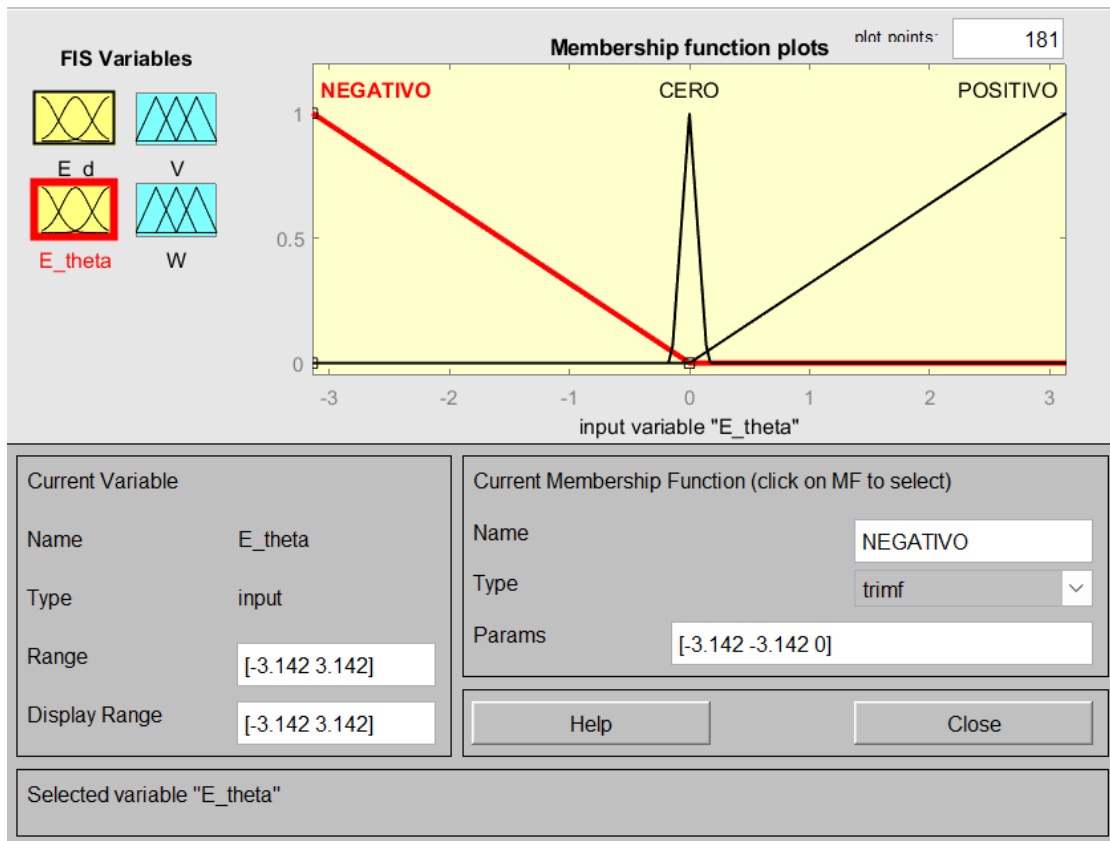 FIS Variables
E_d
V
E_theta
W
Membership function plots
plot points:
181
NEGATIVO
CERO
POSITIVO
1
0.5
0
-3
-2
-1
0
1
2
3
input variable "E_theta"
Current Variable
Name
E_theta
Type
input
Range
[-3.142 3.142]
Display Range
[-3.142 3.142]
Current Membership Function (click on MF to select)
Name
NEGATIVO
Type
trimf
Params
[-3.142 -3.142 0]
Help
Close
Selected variable "E_theta"